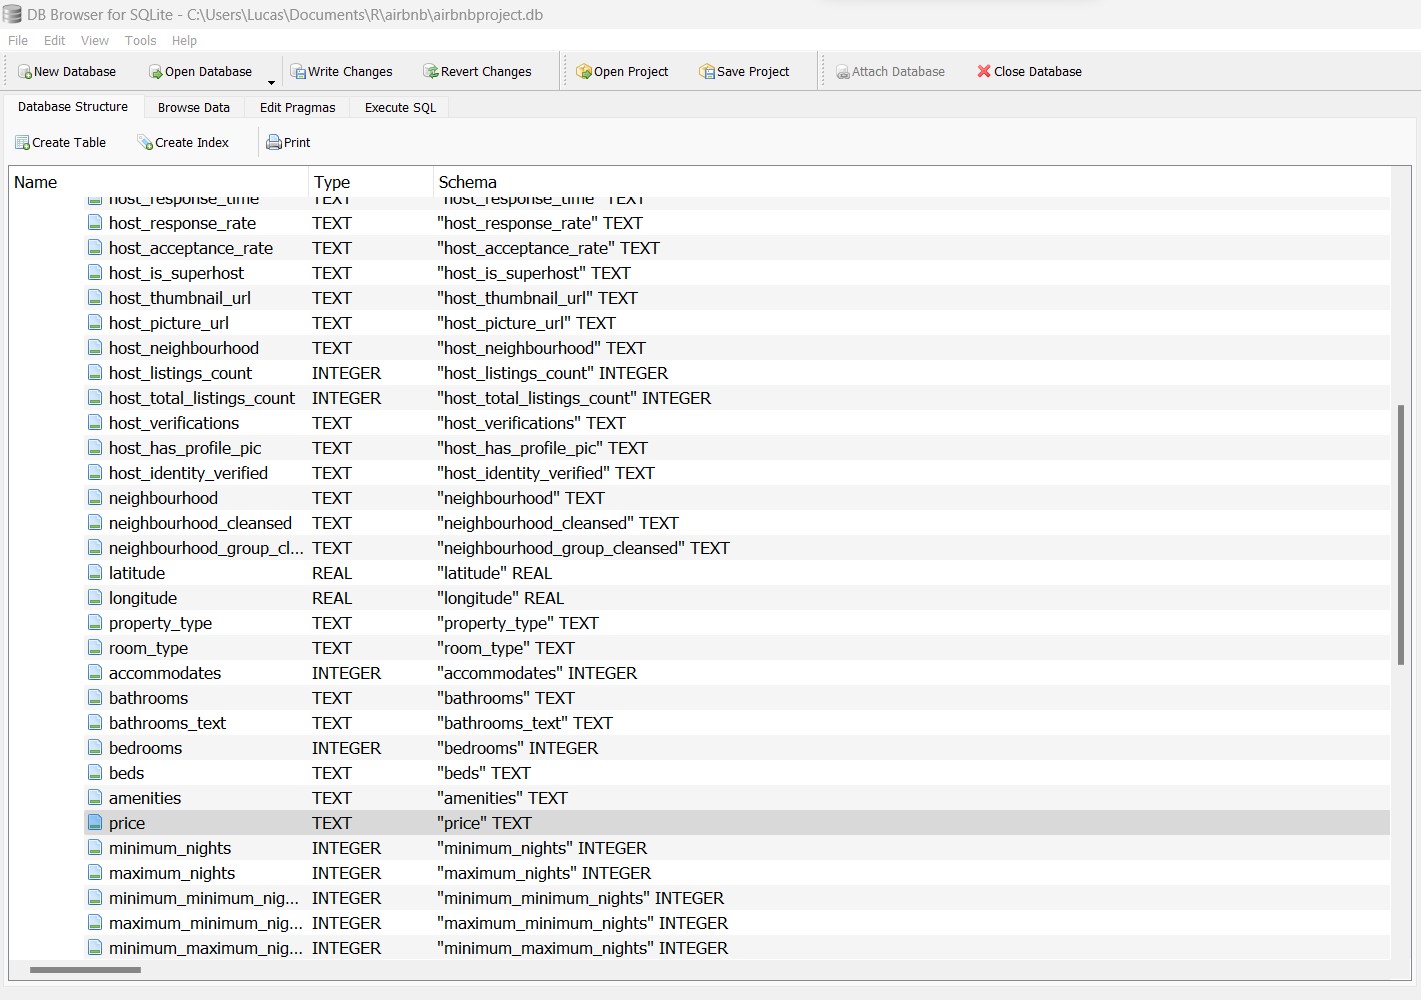 DB Browser for SQLite - C:\Users\Lucas\Documents\R\airbnb\airbnbproject.db
File Edit View Tools Help
New Database Open Database Write Changes Revert Changes Open Project Save Project Attach Database Close Database
Database Structure Browse Data Edit Pragmas Execute SQL
Create Table Create Index Print
Name Type Schema
host_response_time TEXT "host_response_time" TEXT
host_response_rate TEXT "host_response_rate" TEXT
host_acceptance_rate TEXT "host_acceptance_rate" TEXT
host_is_superhost TEXT "host_is_superhost" TEXT
host_thumbnail_url TEXT "host_thumbnail_url" TEXT
host_picture_url TEXT "host_picture_url" TEXT
host_neighbourhood TEXT "host_neighbourhood" TEXT
host_listings_count INTEGER "host_listings_count" INTEGER
host_total_listings_count INTEGER "host_total_listings_count" INTEGER
host_verifications TEXT "host_verifications" TEXT
host_has_profile_pic TEXT "host_has_profile_pic" TEXT
host_identity_verified TEXT "host_identity_verified" TEXT
neighbourhood TEXT "neighbourhood" TEXT
neighbourhood_cleansed TEXT "neighbourhood_cleansed" TEXT
neighbourhood_group_cl... TEXT "neighbourhood_group_cleansed" TEXT
latitude REAL "latitude" REAL
longitude REAL "longitude" REAL
property_type TEXT "property_type" TEXT
room_type TEXT "room_type" TEXT
accommodates INTEGER "accommodates" INTEGER
bathrooms TEXT "bathrooms" TEXT
bathrooms_text TEXT "bathrooms_text" TEXT
bedrooms INTEGER "bedrooms" INTEGER
beds TEXT "beds" TEXT
amenities TEXT "amenities" TEXT
price TEXT "price" TEXT
minimum_nights INTEGER "minimum_nights" INTEGER
maximum_nights INTEGER "maximum_nights" INTEGER
minimum_minimum_nig... INTEGER "minimum_minimum_nights" INTEGER
maximum_minimum_nig... INTEGER "maximum_minimum_nights" INTEGER
minimum_maximum_nig... INTEGER "minimum_maximum_nights" INTEGER